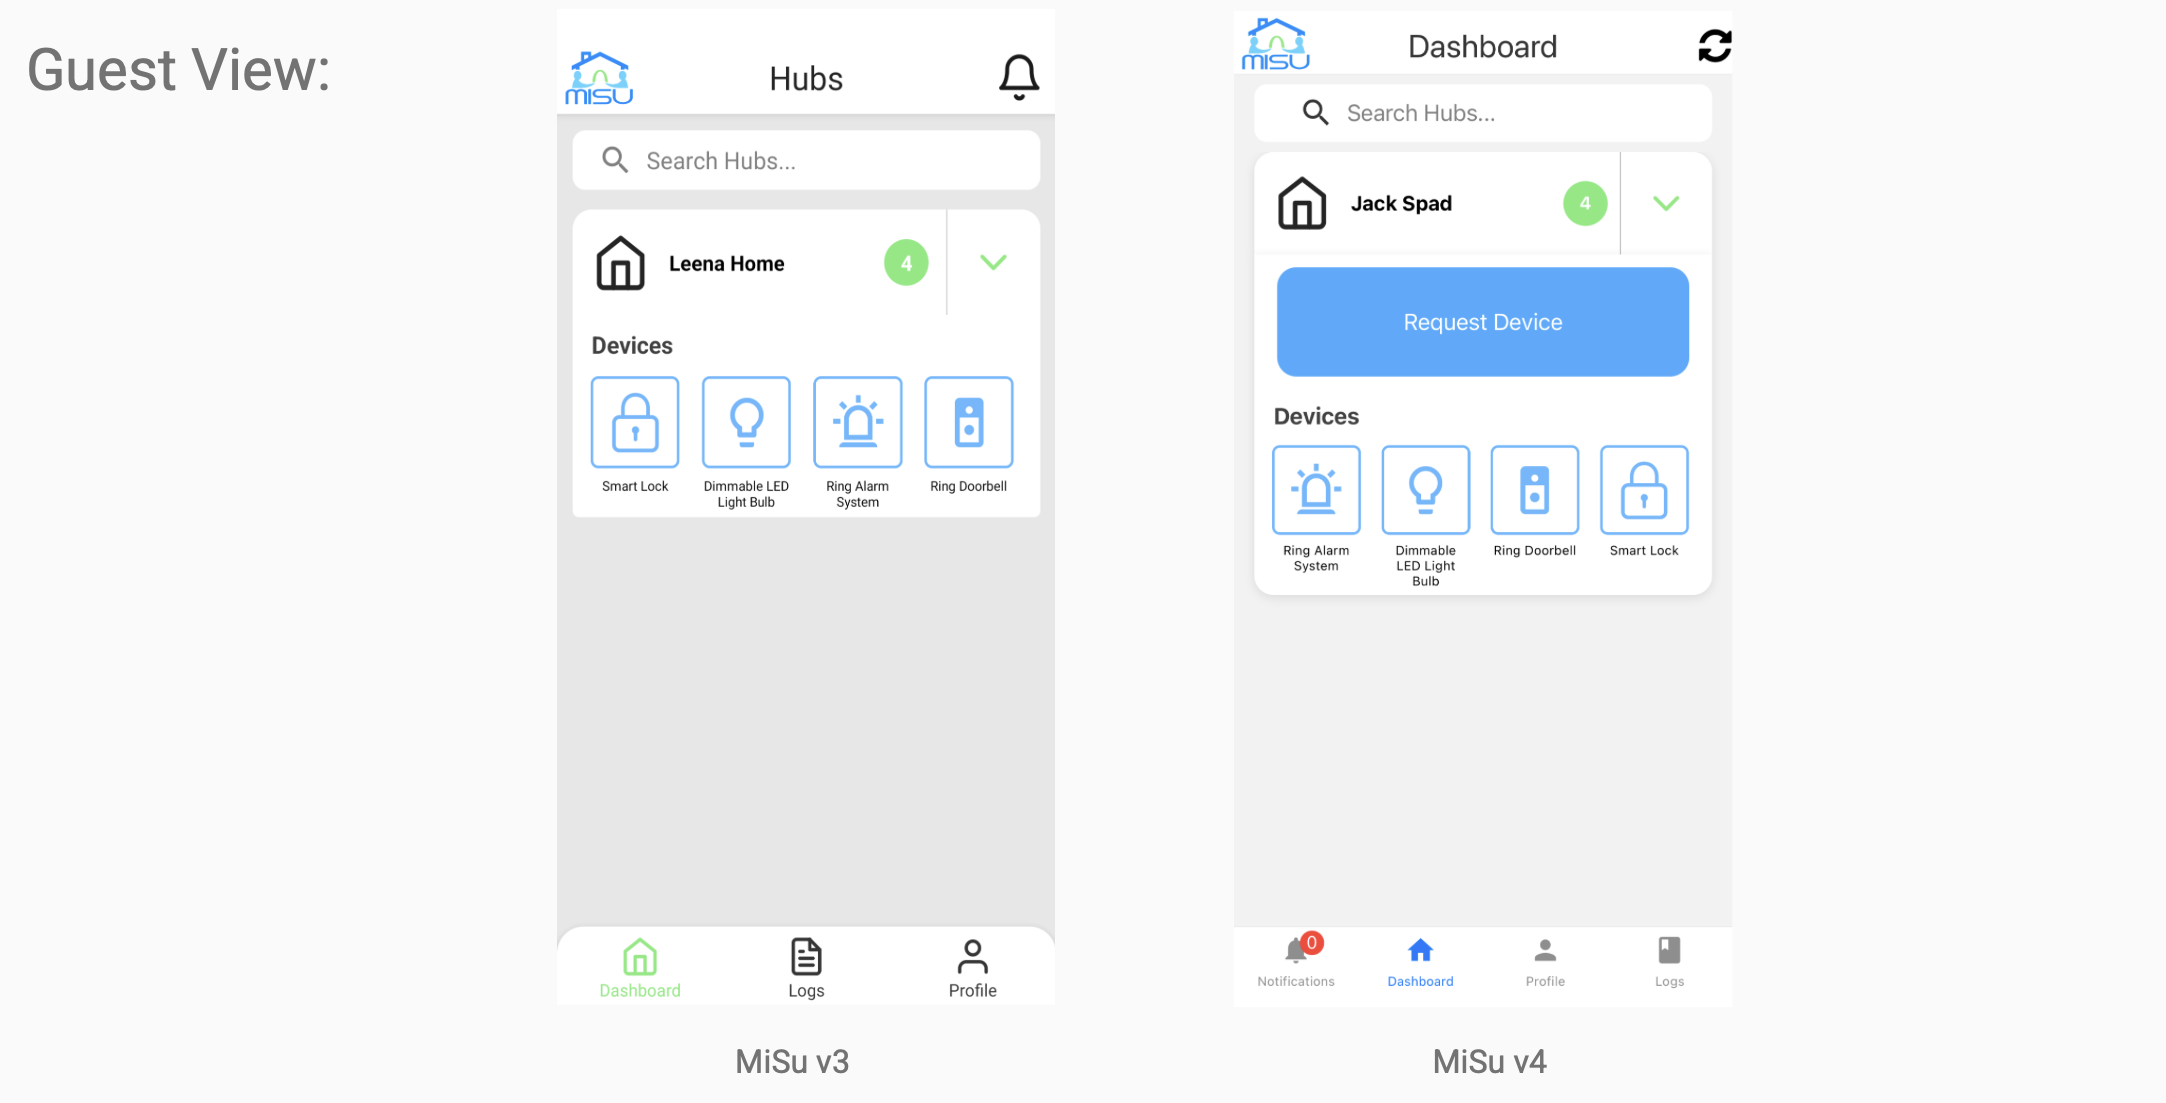 Guest View:
MISU
Hubs
Search Hubs...
Leena Home
4
Devices
Smart Lock
Dimmable LED
Light Bulb
Ring Alarm
System
Ring Doorbell
Dashboard
Logs
Profile
MiSu v3
MISU
Dashboard
Search Hubs...
Jack Spad
4
Request Device
Devices
Ring Alarm
System
Dimmable
LED Light
Bulb
Ring Doorbell
Smart Lock
0
Notifications
Dashboard
Profile
Logs
MiSu v4